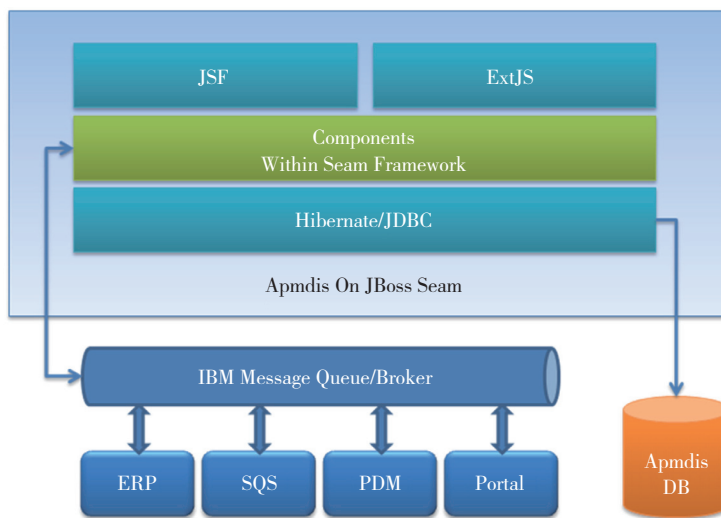 JSF
ExtJS
Components
Within Seam Framework
Hibernate/JDBC
Apmdis On JBoss Seam
IBM Message Queue/Broker
ERP
SQS
PDM
Portal
Apmdis
DB